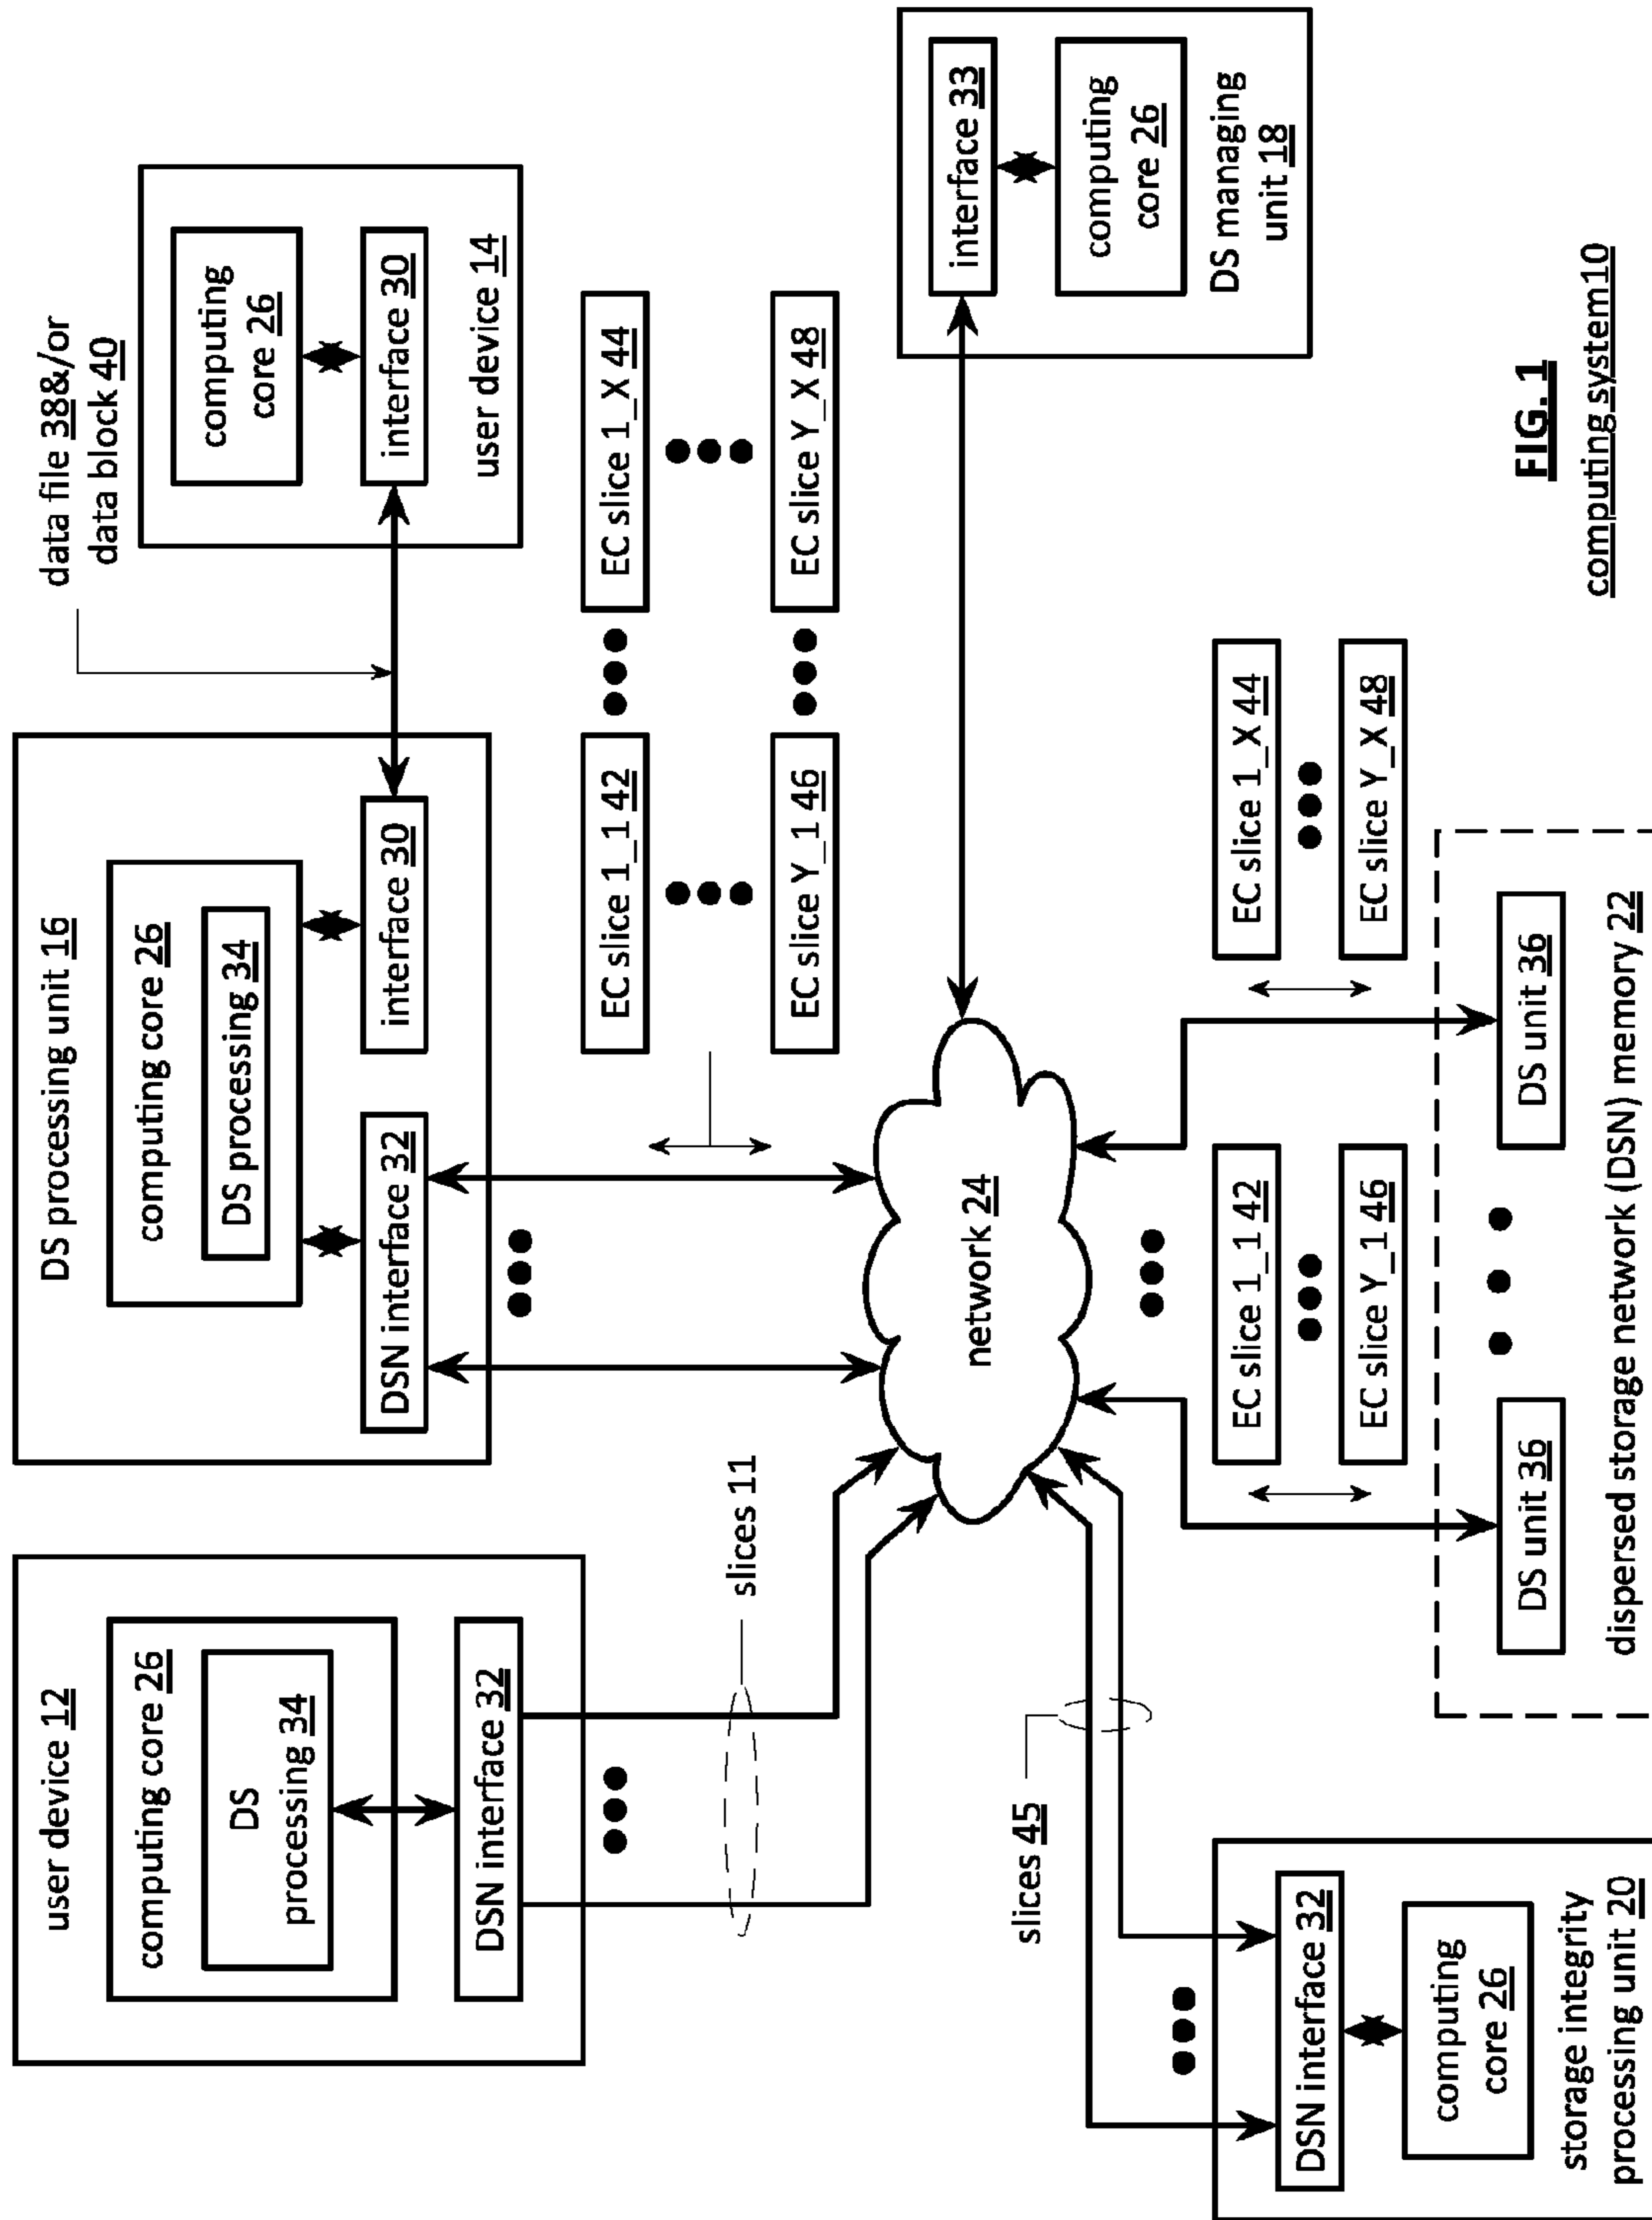 user device 12
computing core 26
DS
processing 34
DSN interface 32
slices 11
DS processing unit 16
computing core 26
DS processing 34
DSN interface 32
interface 30
data file 38&/or
data block 40
computing
core 26
interface 30
user device 14
EC slice 1_1 42
EC slice 1_X 44
EC slice Y_1 46
EC slice Y_X 48
network 24
interface 33
computing
core 26
DS managing
unit 18
slices 45
DSN interface 32
computing
core 26
storage integrity
processing unit 20
EC slice 1_1 42
EC slice Y_1 46
EC slice 1_X 44
EC slice Y_X 48
DS unit 36
DS unit 36
dispersed storage network (DSN) memory 22
FIG. 1
computing system10